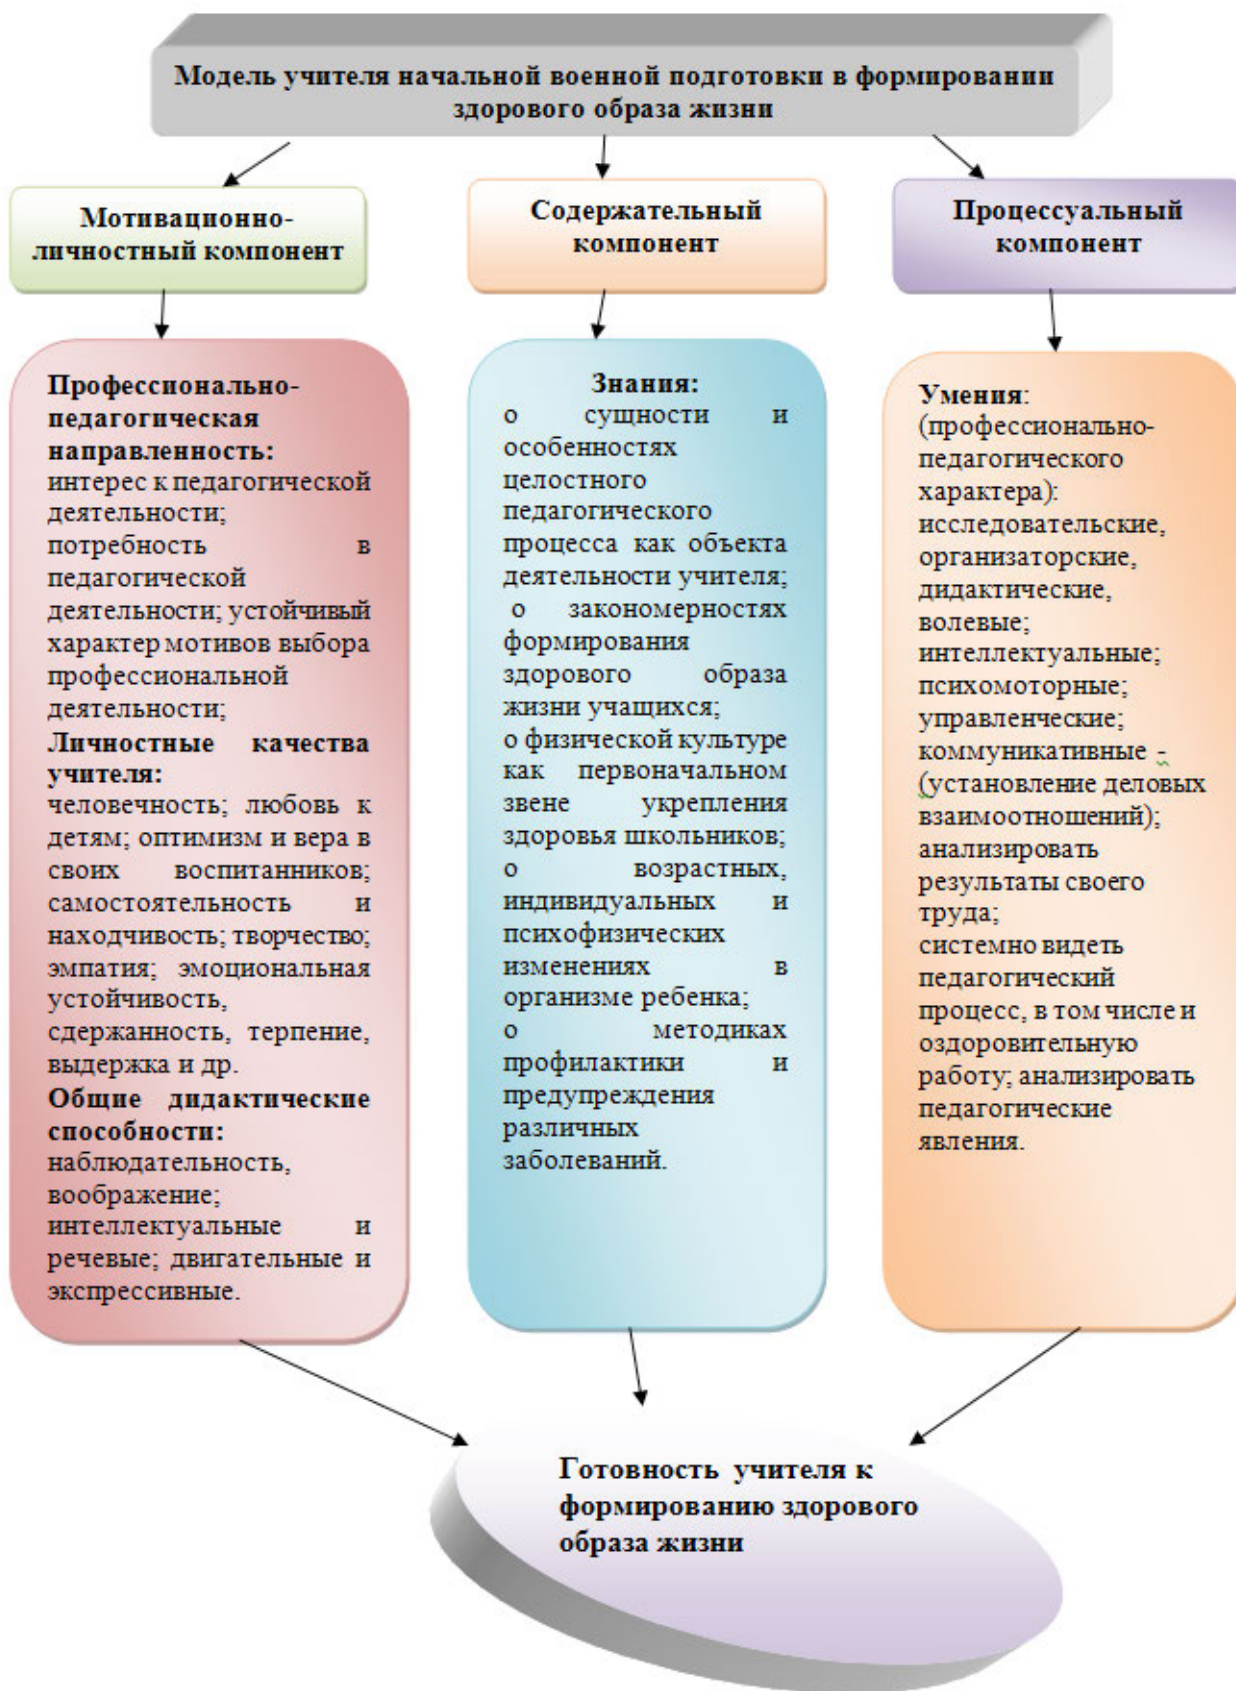 Модель учителя начальной военной подготовки в формировании
здорового образа жизни
Мотивационно-
личностный компонент
Содержательный
компонент
Процессуальный
компонент
Профессионально-
педагогическая
направленность:
интерес к педагогической
деятельности;
потребность в
педагогической
деятельности; устойчивый
характер мотивов выбора
профессиональной
деятельности;
Личностные качества
учителя:
человечность; любовь к
детям; оптимизм и вера в
своих воспитанников;
самостоятельность и
находчивость; творчество;
эмпатия; эмоциональная
устойчивость,
сдержанность, терпение,
выдержка и др.
Общие дидактические
способности:
наблюдательность,
воображение;
интеллектуальные и
речевые; двигательные и
экспрессивные.
Знания:
о сущности и
особенностях
целостного
педагогического
процесса как объекта
деятельности учителя;
о закономерностях
формирования
здорового образа
жизни учащихся;
о физической культуре
как первоначальном
звене укрепления
здоровья школьников;
о возрастных,
индивидуальных и
психофизических
изменениях в
организме ребенка;
о методиках
профилактики и
предупреждения
различных
заболеваний.
Умения:
(профессионально-
педагогического
характера):
исследовательские,
организаторские,
дидактические,
волевые;
интеллектуальные;
психомоторные;
управленческие;
коммуникативные -
(установление деловых
взаимоотношений);
анализировать
результаты своего
труда;
системно видеть
педагогический
процесс, в том числе и
оздоровительную
работу; анализировать
педагогические
явления.
Готовность учителя к
формированию здорового
образа жизни